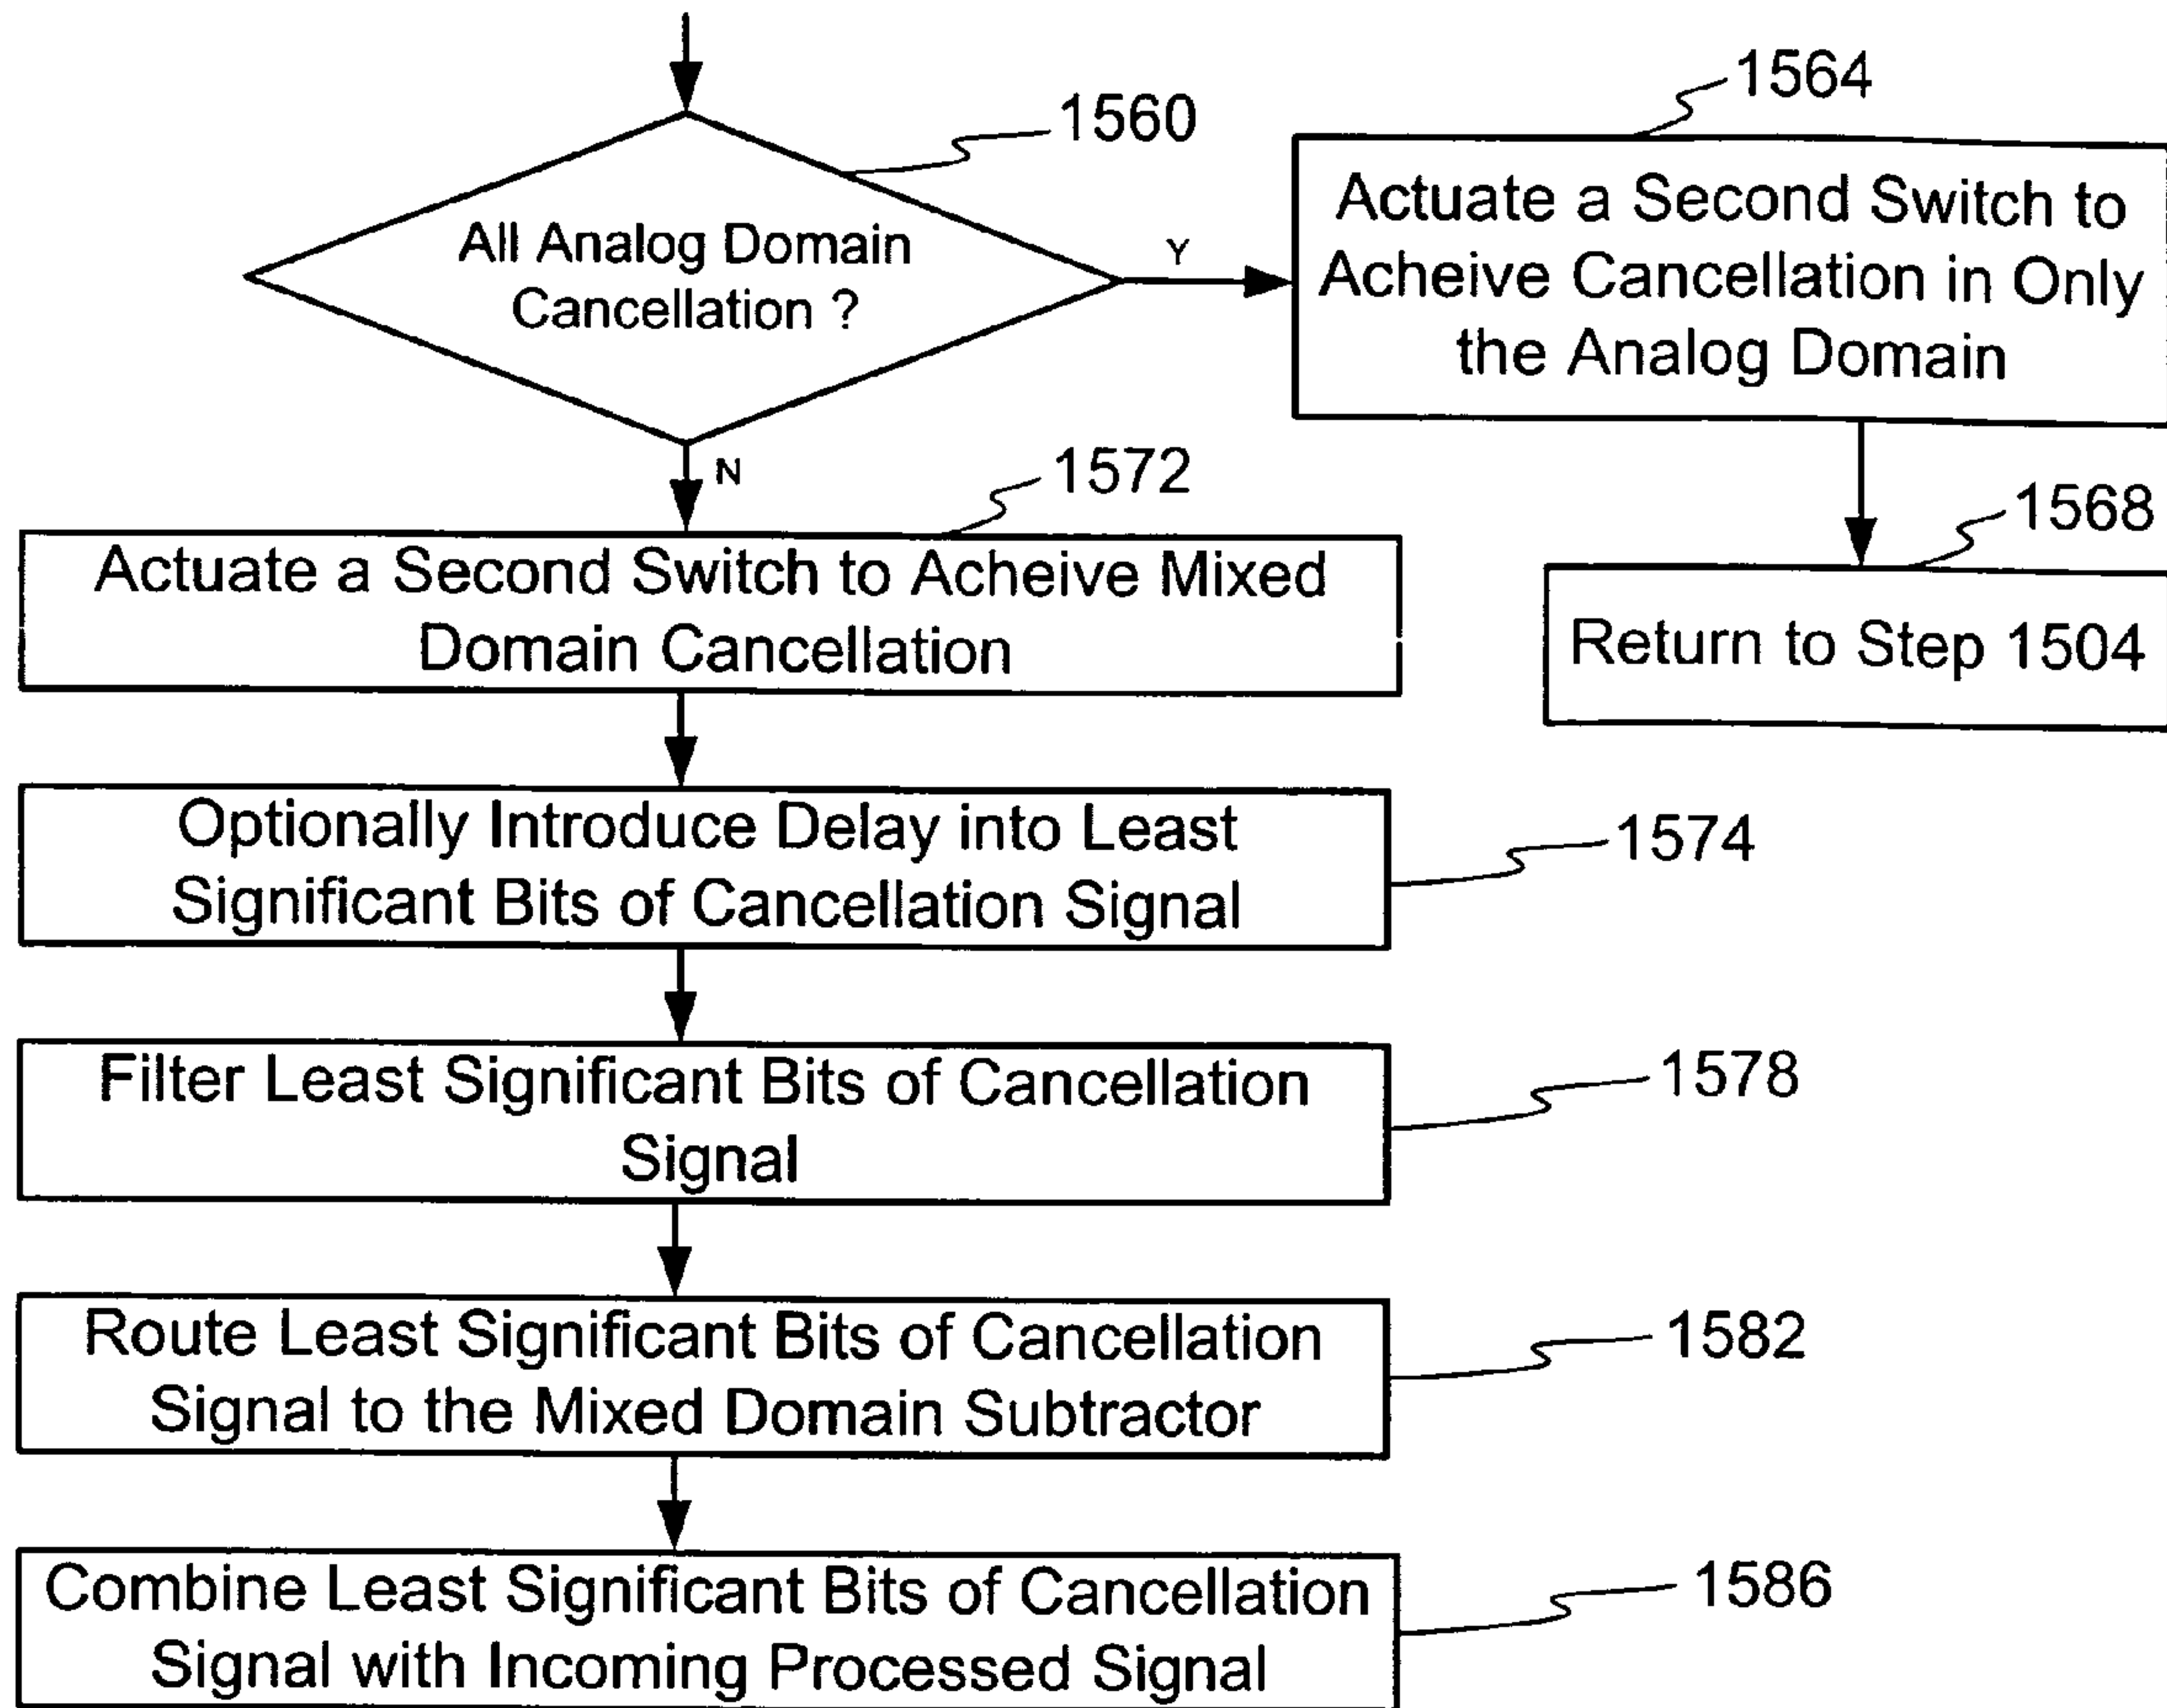 1560
All Analog Domain
Cancellation ?
Y
N
1564
Actuate a Second Switch to
Acheive Cancellation in Only
the Analog Domain
1568
Return to Step 1504
1572
Actuate a Second Switch to Acheive Mixed
Domain Cancellation
Optionally Introduce Delay into Least
Significant Bits of Cancellation Signal
1574
Filter Least Significant Bits of Cancellation
Signal
1578
Route Least Significant Bits of Cancellation
Signal to the Mixed Domain Subtractor
1582
Combine Least Significant Bits of Cancellation
Signal with Incoming Processed Signal
1586